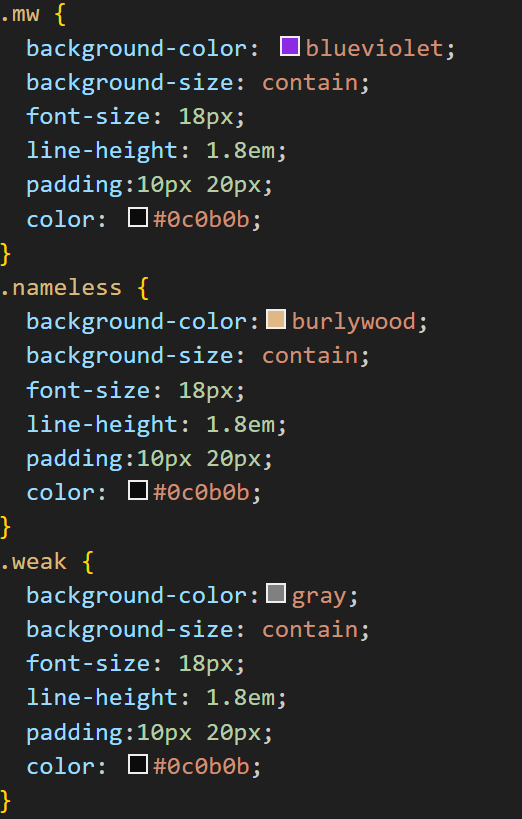 .mw {
  background-color: blueviolet;
  background-size: contain;
  font-size: 18px;
  line-height: 1.8em;
  padding:10px 20px;
  color: #0c0b0b;
}
.nameless {
  background-color:burlywood;
  background-size: contain;
  font-size: 18px;
  line-height: 1.8em;
  padding:10px 20px;
  color: #0c0b0b;
}
.weak {
  background-color:gray;
  background-size: contain;
  font-size: 18px;
  line-height: 1.8em;
  padding:10px 20px;
  color: #0c0b0b;
}